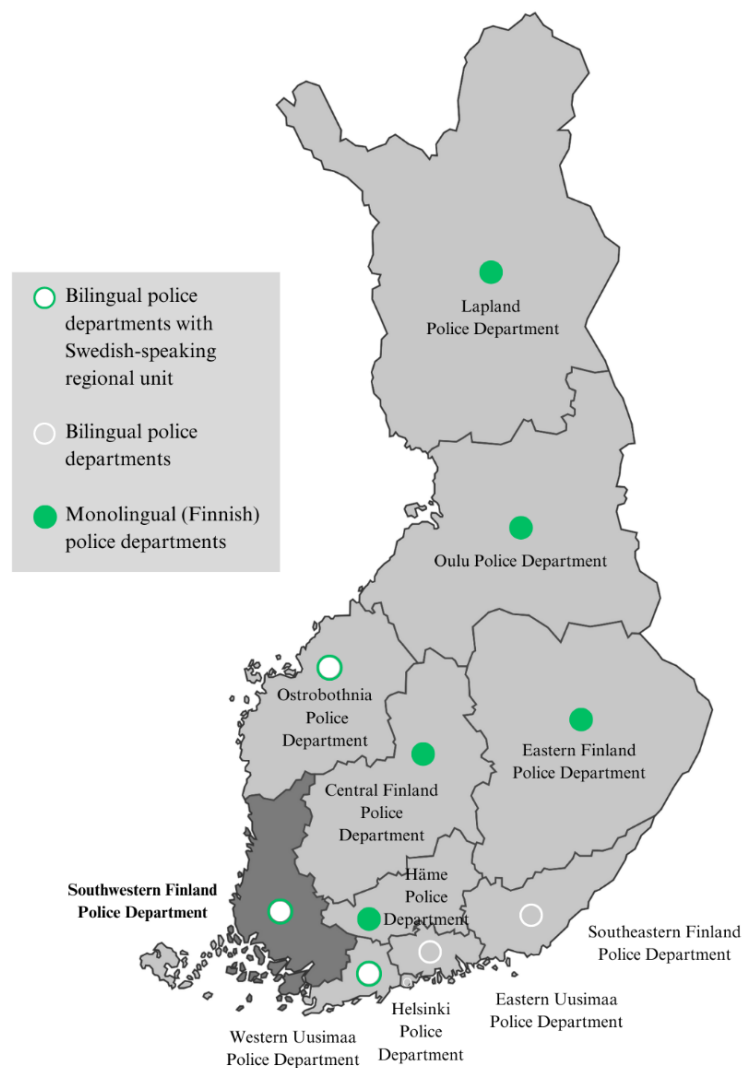 Bilingual police
departments with
Swedish-speaking
regional unit
Bilingual police
departments
Monolingual (Finnish)
police departments
Lapland
Police Department
Oulu Police Department
Ostrobothnia
Police
Department
Eastern Finland
Police Department
Central Finland
Police
Department
Häme
Police
Department
Southwestern Finland
Police Department
Southeastern Finland
Police Department
Eastern Uusimaa
Police Department
Helsinki
Police
Department
Western Uusimaa
Police Department